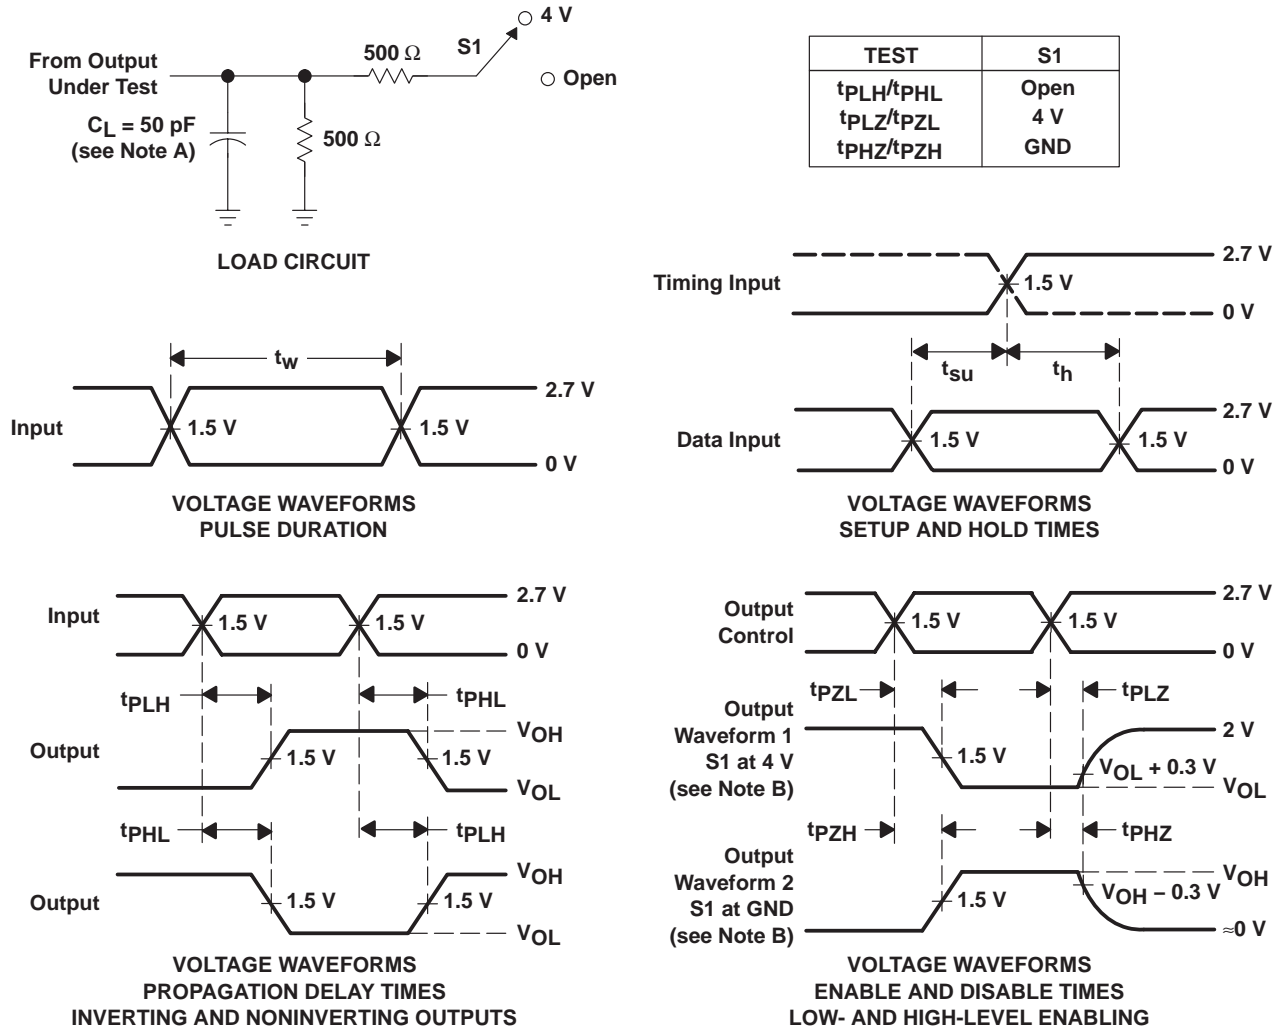 4 V
S1
500 Ω
From Output
Under Test
Open
CL = 50 pF
(see Note A)
500 Ω
LOAD CIRCUIT
TEST S1
tPLH/tPHL Open
tPLZ/tPZL 4 V
tPHZ/tPZH GND
Timing Input
2.7 V
1.5 V
0 V
tsu
th
Data Input
2.7 V
1.5 V
1.5 V
0 V
VOLTAGE WAVEFORMS
SETUP AND HOLD TIMES
tw
Input
2.7 V
1.5 V
1.5 V
0 V
VOLTAGE WAVEFORMS
PULSE DURATION
Input
2.7 V
1.5 V
1.5 V
0 V
tPLH
tPHL
Output
VOH
1.5 V
1.5 V
VOL
tPHL
tPLH
Output
VOH
1.5 V
1.5 V
VOL
VOLTAGE WAVEFORMS
PROPAGATION DELAY TIMES
INVERTING AND NONINVERTING OUTPUTS
Output
Control
2.7 V
1.5 V
1.5 V
0 V
tPZL
tPLZ
Output
Waveform 1
S1 at 4 V
(see Note B)
2 V
1.5 V
VOL + 0.3 V
VOL
tPZH
tPHZ
Output
Waveform 2
S1 at GND
(see Note B)
VOH
1.5 V
VOH − 0.3 V
≈0 V
VOLTAGE WAVEFORMS
ENABLE AND DISABLE TIMES
LOW- AND HIGH-LEVEL ENABLING